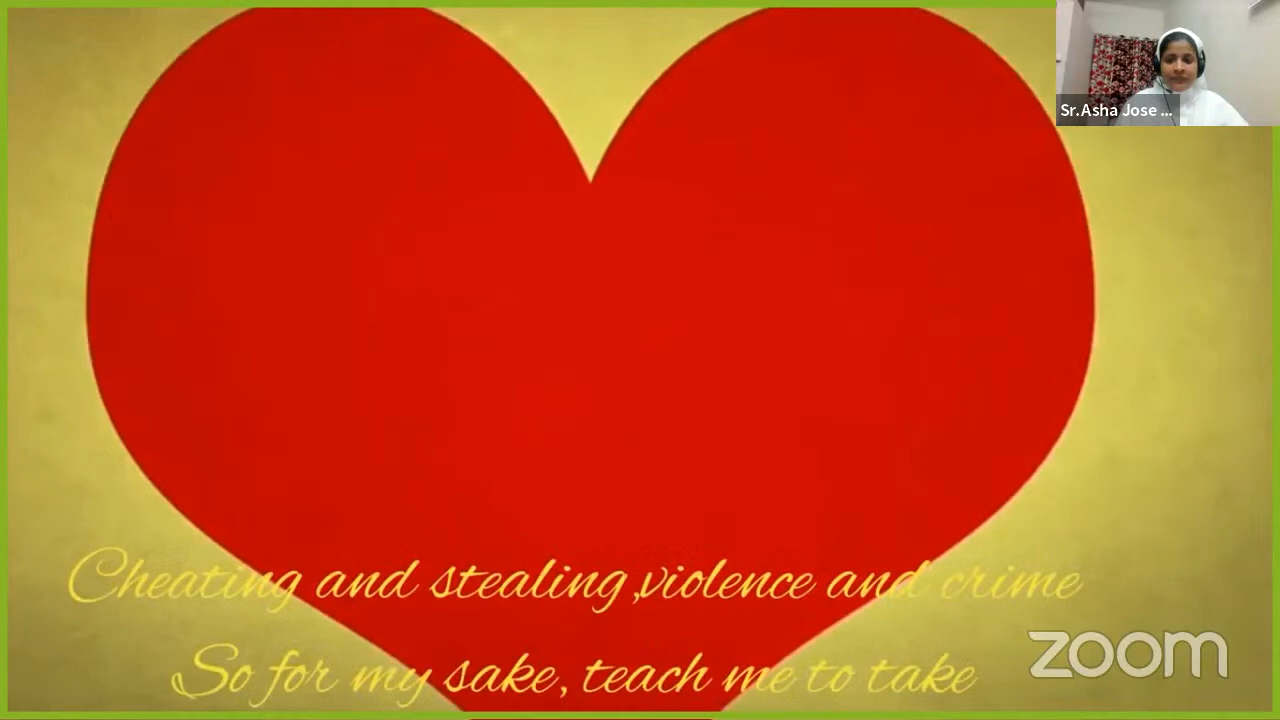 Sr.Asha Jose ...
Cheating and stealing ,violence and crime
So for my sake, teach me to take
zoom